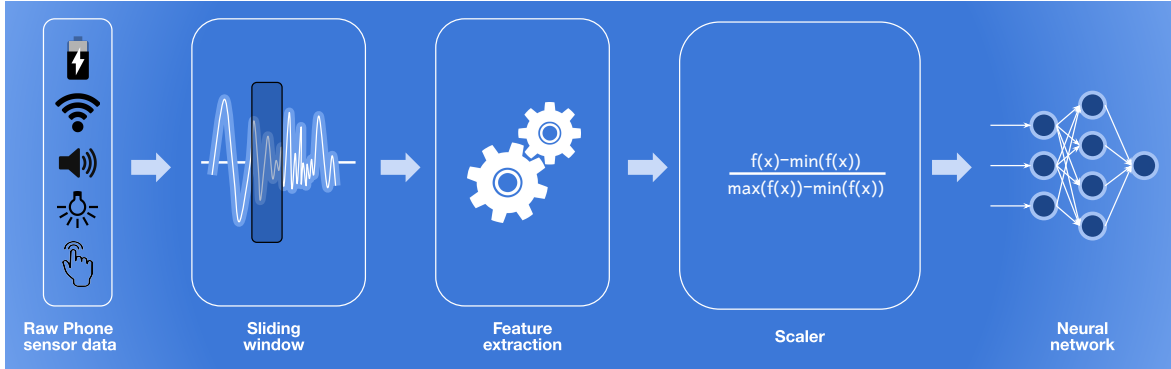 f(x)–min(f(x))
max(f(x))–min(f(x))
Raw Phone
sensor data
Sliding
window
Feature
extraction
Scaler
Neural
network